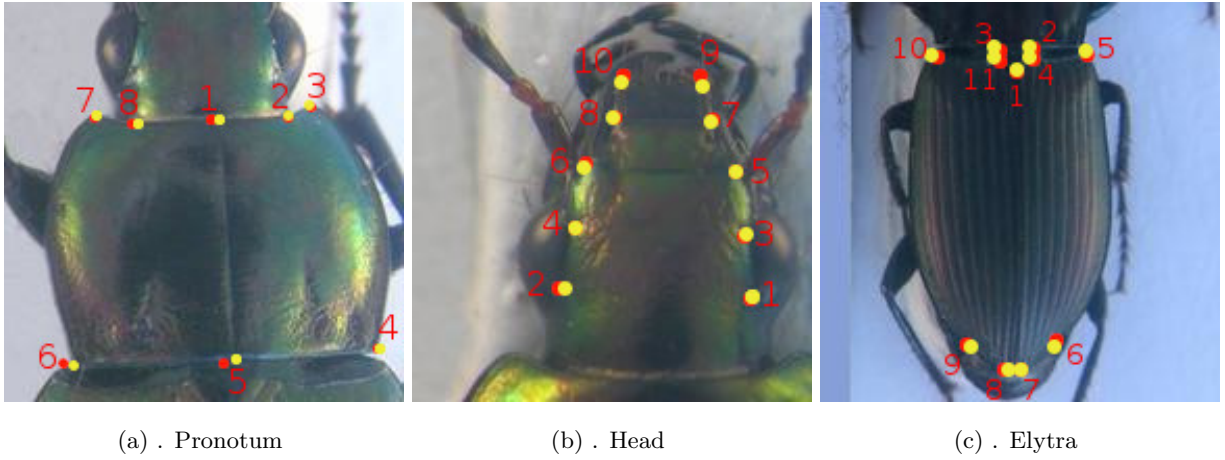 7 8 1 2 3
6 5 4
10 9
8 7
6 5
4 3
2 1
10 3 2 5
11 1 4
9 8 7 6
(a) . Pronotum
(b) . Head
(c) . Elytra